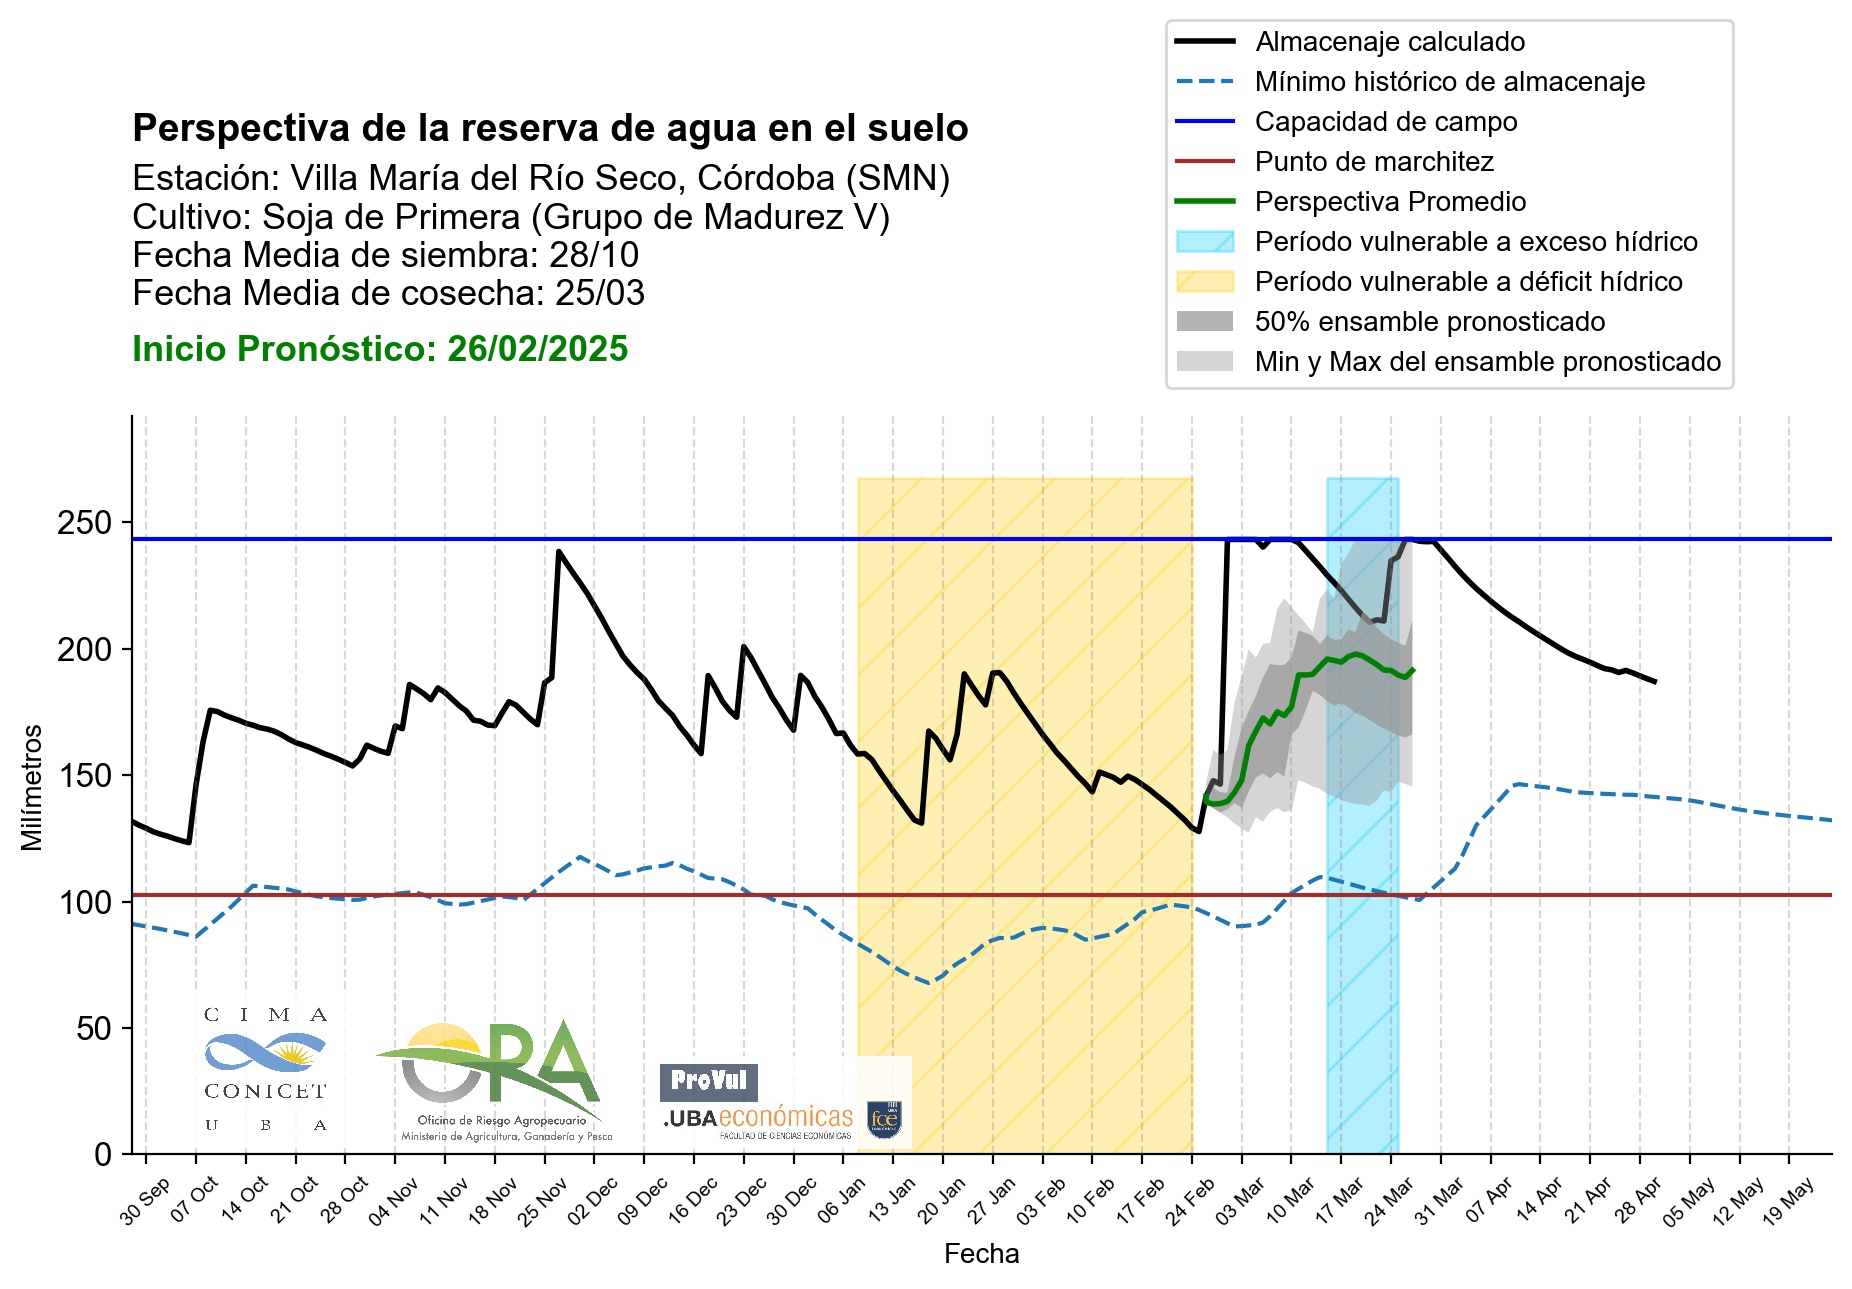 Almacenaje calculado
Mínimo histórico de almacenaje
Capacidad de campo
Punto de marchitez
Perspectiva Promedio
Período vulnerable a exceso hídrico
Período vulnerable a déficit hídrico
50% ensamble pronosticado
Min y Max del ensamble pronosticado
Perspectiva de la reserva de agua en el suelo
Estación: Villa María del Río Seco, Córdoba (SMN)
Cultivo: Soja de Primera (Grupo de Madurez V)
Fecha Media de siembra: 28/10
Fecha Media de cosecha: 25/03
Inicio Pronóstico: 26/02/2025
Milímetros
250
200
150
100
50
0
CIMA
CONICET
UBA
ORA
Oficina de Riesgo Agropecuario
Ministerio de Agricultura, Ganadería y Pesca
ProVul
.UBAeconómicas
FACULTAD DE CIENCIAS ECONÓMICAS
UBA
fce
ECONÓMICAS
30 Sep
07 Oct
14 Oct
21 Oct
28 Oct
04 Nov
11 Nov
18 Nov
25 Nov
02 Dec
09 Dec
16 Dec
23 Dec
30 Dec
06 Jan
13 Jan
20 Jan
27 Jan
03 Feb
10 Feb
17 Feb
24 Feb
03 Mar
10 Mar
17 Mar
24 Mar
31 Mar
07 Apr
14 Apr
21 Apr
28 Apr
05 May
12 May
19 May
Fecha